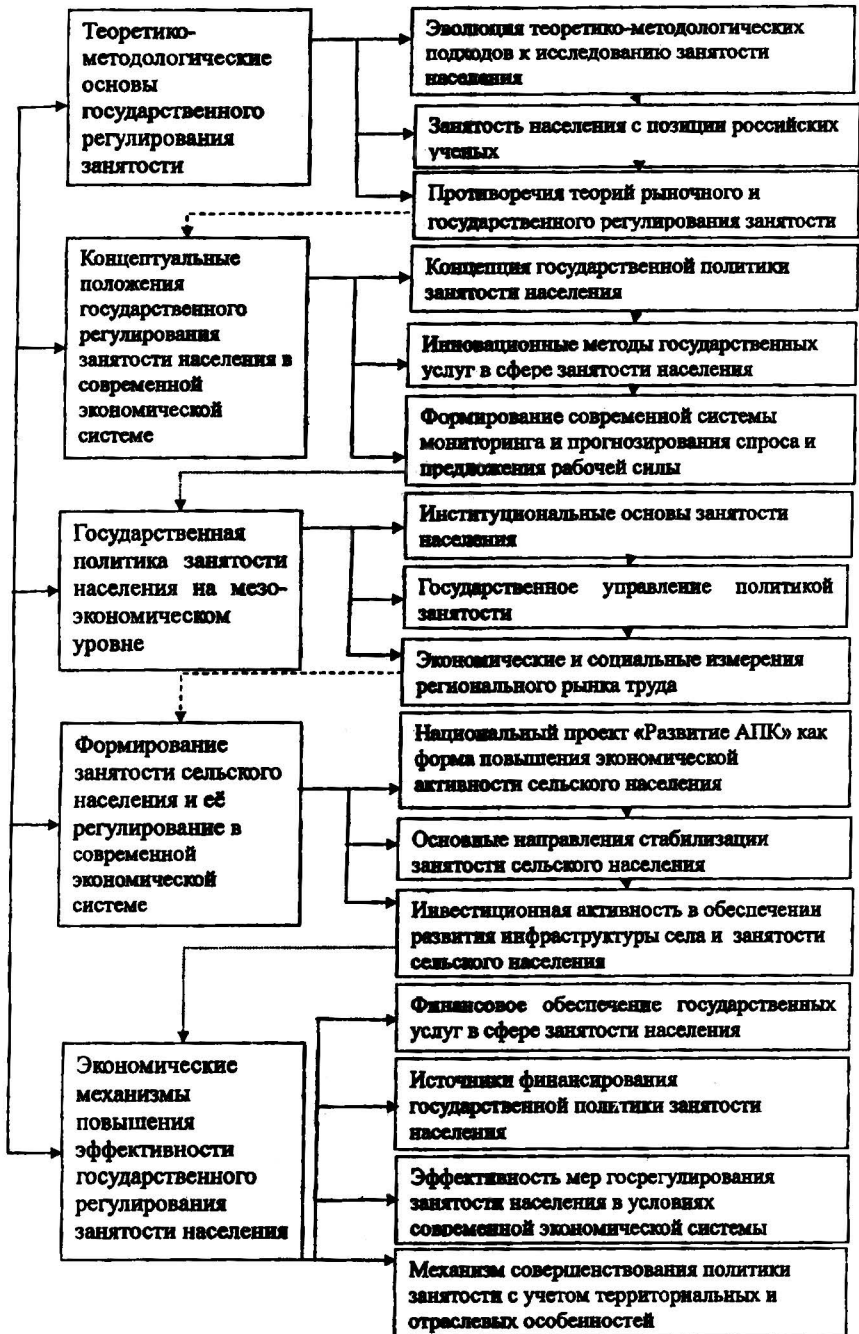 Теоретико-
методологические
основы
государственного
регулирования
занятости
Эволюция теоретико-методологических
подходов к исследованию занятости
населения
Занятость населения с позиции российских
ученых
Противоречия теорий рыночного и
государственного регулирования занятости
Концептуальные
положения
государственного
регулирования
занятости населения в
современной
экономической
системе
Концепция государственной политики
занятости населения
Инновационные методы государственных
услуг в сфере занятости населения
Формирование современной системы
мониторинга и прогнозирования спроса и
предложения рабочей силы
Государственная
политика занятости
населения на мезо-
экономическом
уровне
Институциональные основы занятости
населения
Государственное управление политикой
занятости
Экономические и социальные измерения
регионального рынка труда
Формирование
занятости сельского
населения и её
регулирование в
современной
экономической
системе
Национальный проект «Развитие АПК» как
форма повышения экономической
активности сельского населения
Основные направления стабилизации
занятости сельского населения
Инвестиционная активность в обеспечении
развития инфраструктуры села и занятости
сельского населения
Экономические
механизмы
повышения
эффективности
государственного
регулирования
занятости населения
Финансовое обеспечение государственных
услуг в сфере занятости населения
Источники финансирования
государственной политики занятости
населения
Эффективность мер госрегулирования
занятости населения в условиях
современной экономической системы
Механизм совершенствования политики
занятости с учетом территориальных и
отраслевых особенностей